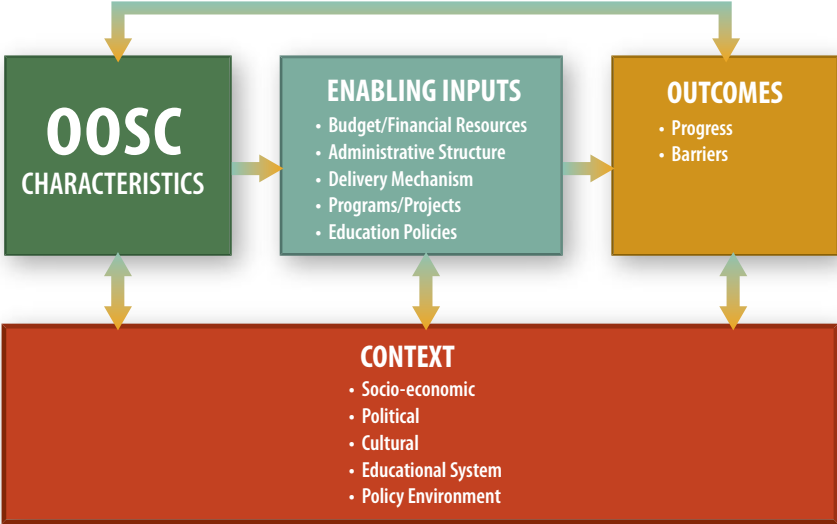 OOSC
CHARACTERISTICS
ENABLING INPUTS
• Budget/Financial Resources
• Administrative Structure
• Delivery Mechanism
• Programs/Projects
• Education Policies
OUTCOMES
• Progress
• Barriers
CONTEXT
• Socio-economic
• Political
• Cultural
• Educational System
• Policy Environment